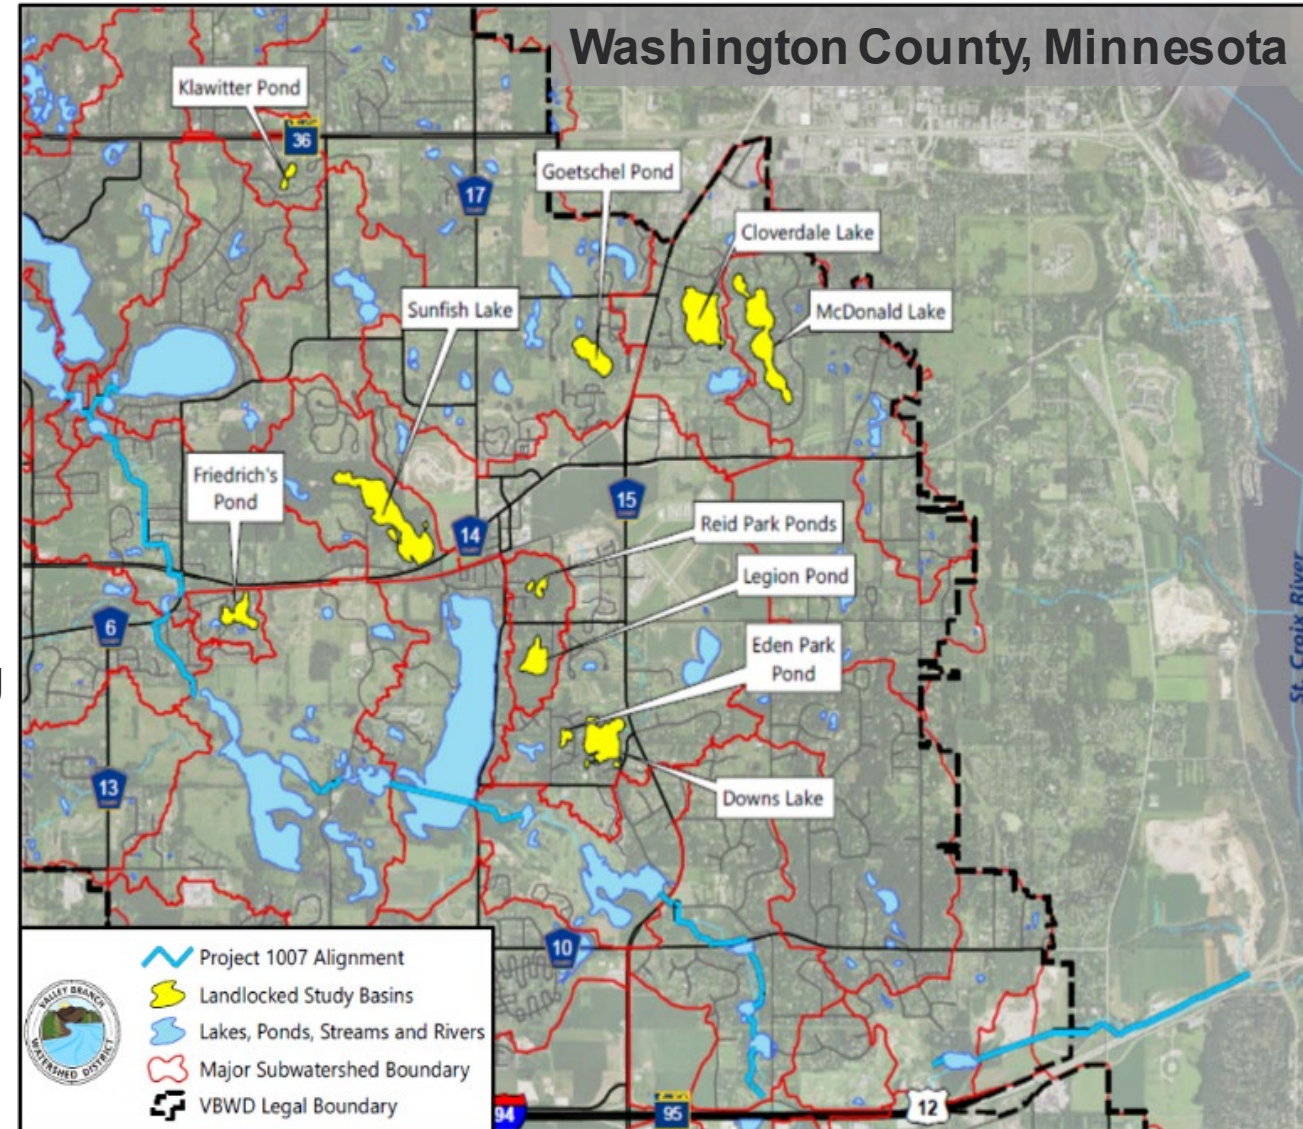 Washington County, Minnesota
Klawitter Pond
36
17
Goetschel Pond
Cloverdale Lake
Sunfish Lake
McDonald Lake
Friedrich's
Pond
15
14
Reid Park Ponds
Legion Pond
6
Eden Park
Pond
St. Croix River
13
Downs Lake
10
Project 1007 Alignment
Landlocked Study Basins
Lakes, Ponds, Streams and Rivers
Major Subwatershed Boundary
VBWD Legal Boundary
VALLEY BRANCH
WATERSHED DISTRICT
94
95
12